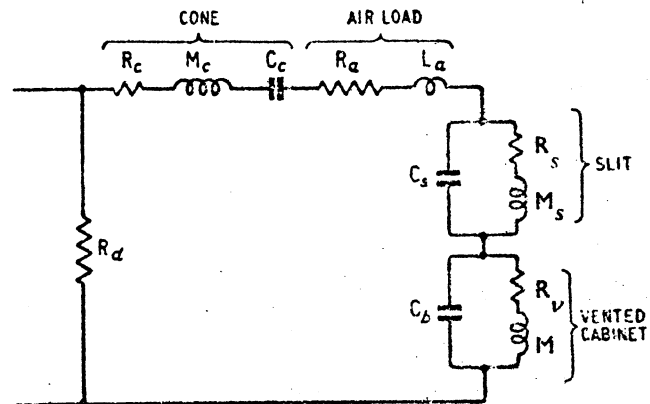 CONE
AIR LOAD
Rc
Mc
Cc
Ra
La
Cs
Rs
Ms
SLIT
Rd
Cb
Rv
M
VENTED
CABINET